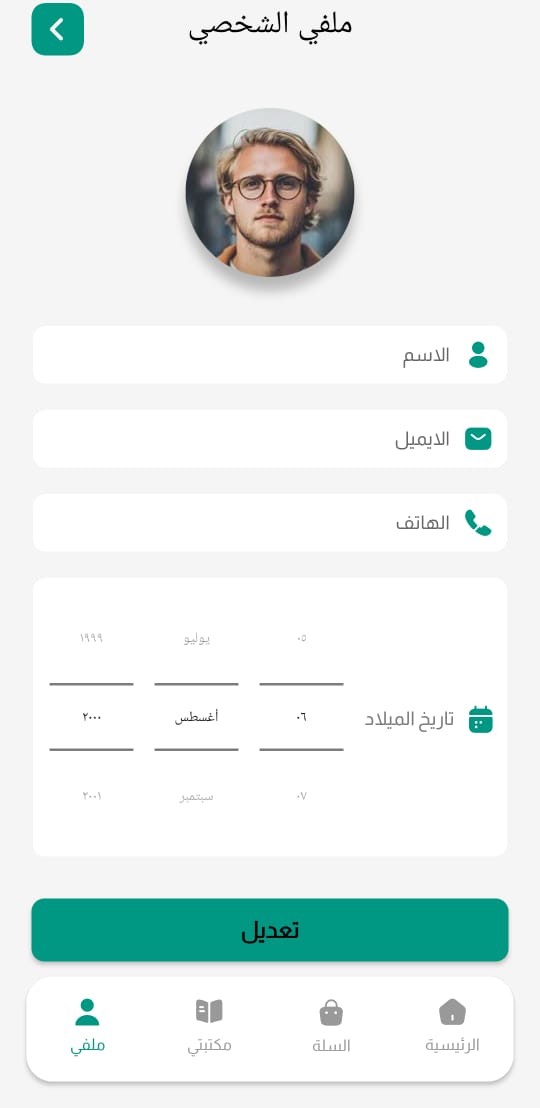 ملفي الشخصي
الاسم
الايميل
الهاتف
٠٥ يوليو ١٩٩٩
تاريخ الميلاد ٠٦ أغسطس ٢٠٠٠
٠٧ سبتمبر ٢٠٠١
تعديل
الرئيسية السلة مكتبتي ملفي